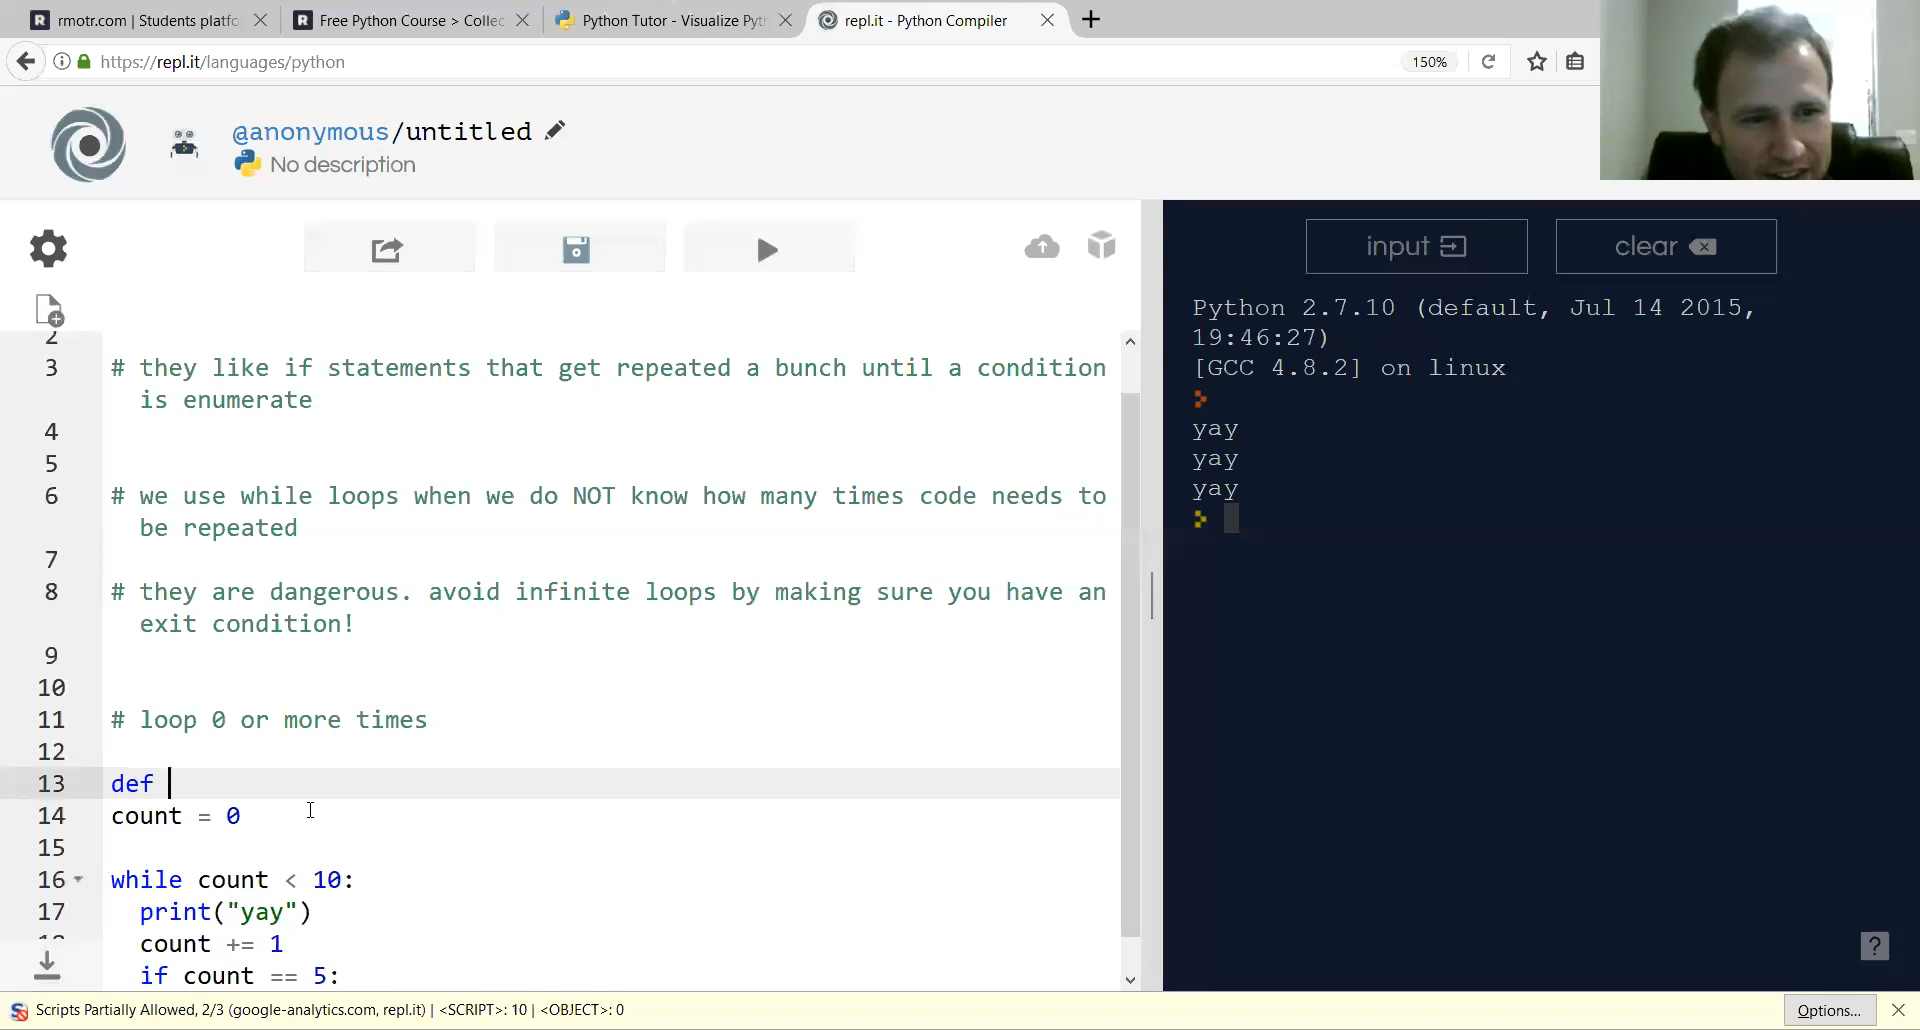 rmotr.com | Students platfo
Free Python Course > Collec
Python Tutor - Visualize Pyt
repl.it - Python Compiler
https://repl.it/languages/python
150%
@anonymous/untitled
No description
input
clear
Python 2.7.10 (default, Jul 14 2015,
19:46:27)
[GCC 4.8.2] on linux
yay
yay
yay
2
3 # they like if statements that get repeated a bunch until a condition
is enumerate
4
5
6 # we use while loops when we do NOT know how many times code needs to
be repeated
7
8 # they are dangerous. avoid infinite loops by making sure you have an
exit condition!
9
10
11 # loop 0 or more times
12
13 def
14 count = 0
15
16 while count < 10:
17 print("yay")
count += 1
if count == 5:
Scripts Partially Allowed, 2/3 (google-analytics.com, repl.it) | <SCRIPT>: 10 | <OBJECT>: 0
Options...